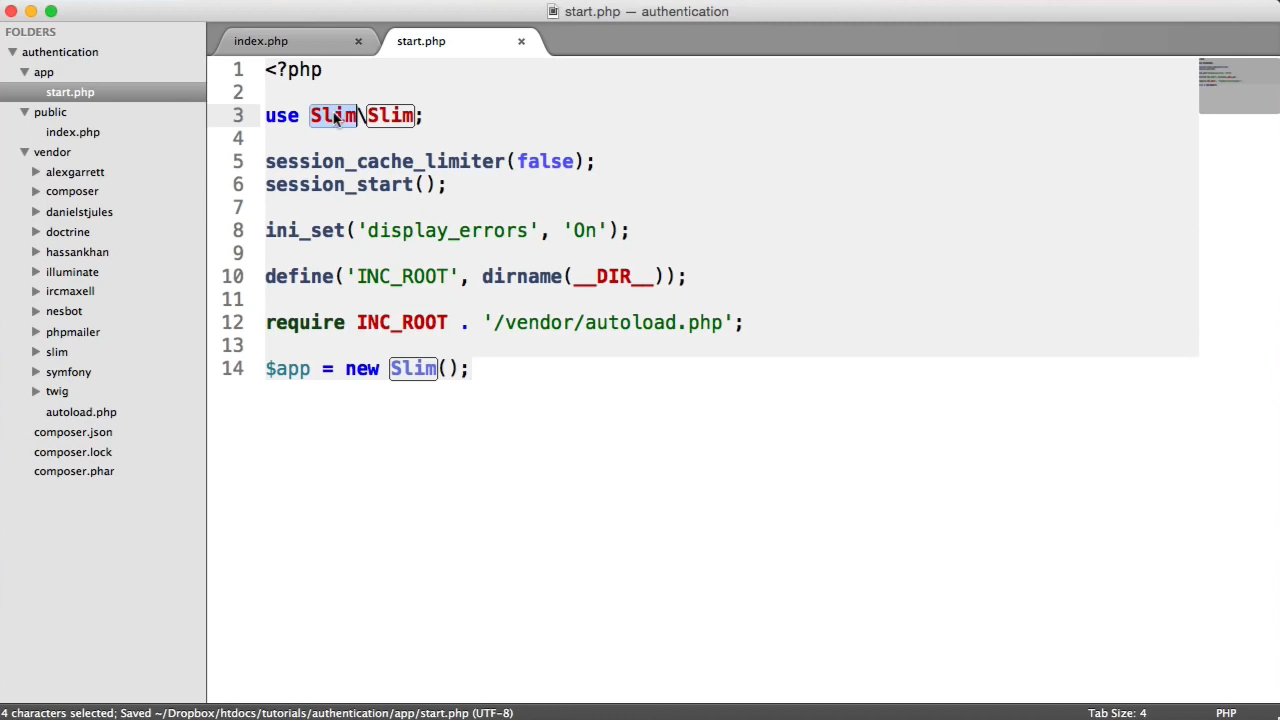 start.php — authentication
FOLDERS
authentication
app
start.php
public
index.php
vendor
alexgarrett
composer
danielstjules
doctrine
hassankhan
illuminate
ircmaxell
nesbot
phpmailer
slim
symfony
twig
autoload.php
composer.json
composer.lock
composer.phar
index.php × start.php ×
1 <?php
2
3 use Slim\Slim;
4
5 session_cache_limiter(false);
6 session_start();
7
8 ini_set('display_errors', 'On');
9
10 define('INC_ROOT', dirname(__DIR__));
11
12 require INC_ROOT . '/vendor/autoload.php';
13
14 $app = new Slim();
4 characters selected; Saved ~/Dropbox/htdocs/tutorials/authentication/app/start.php (UTF-8) Tab Size: 4 PHP